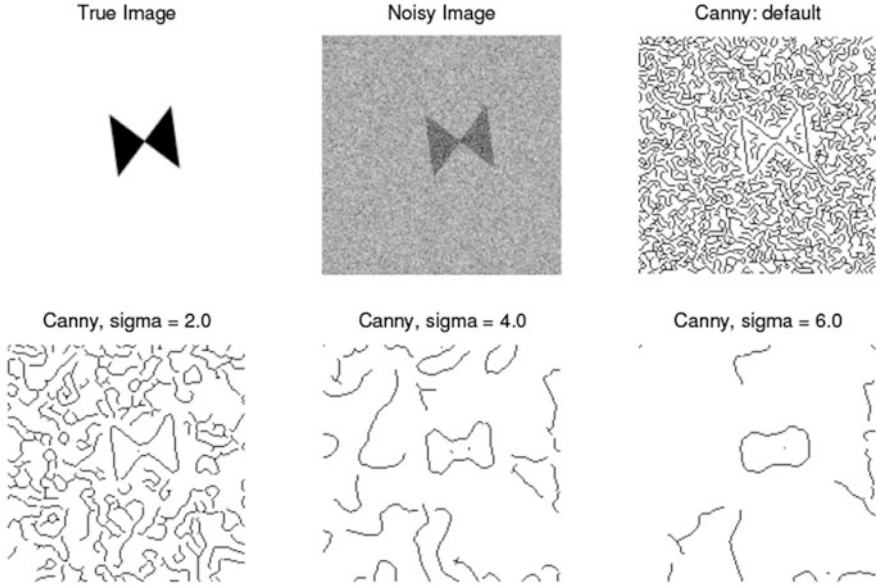 True Image
Noisy Image
Canny: default
Canny, sigma = 2.0
Canny, sigma = 4.0
Canny, sigma = 6.0